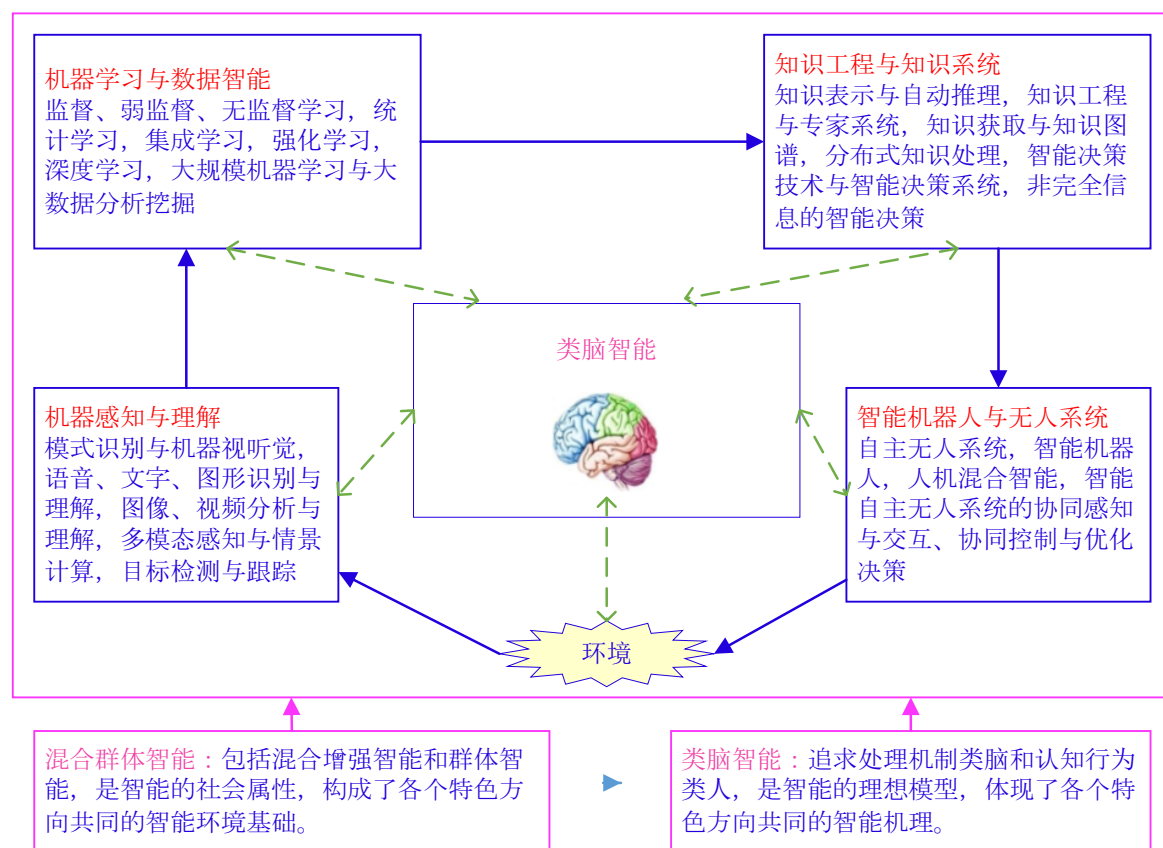 机器学习与数据智能
监督、弱监督、无监督学习，统
计学习，集成学习，强化学习，
深度学习，大规模机器学习与大
数据分析挖掘
知识工程与知识系统
知识表示与自动推理，知识工程
与专家系统，知识获取与知识图
谱，分布式知识处理，智能决策
技术与智能决策系统，非完全信
息的智能决策
类脑智能
机器感知与理解
模式识别与机器视听觉，
语音、文字、图形识别与
理解，图像、视频分析与
理解，多模态感知与情景
计算，目标检测与跟踪
智能机器人与无人系统
自主无人系统，智能机器
人，人机混合智能，智能
自主无人系统的协同感知
与交互、协同控制与优化
决策
环境
混合群体智能：包括混合增强智能和群体智
能，是智能的社会属性，构成了各个特色方
向共同的智能环境基础。
类脑智能：追求处理机制类脑和认知行为
类人，是智能的理想模型，体现了各个特
色方向共同的智能机理。